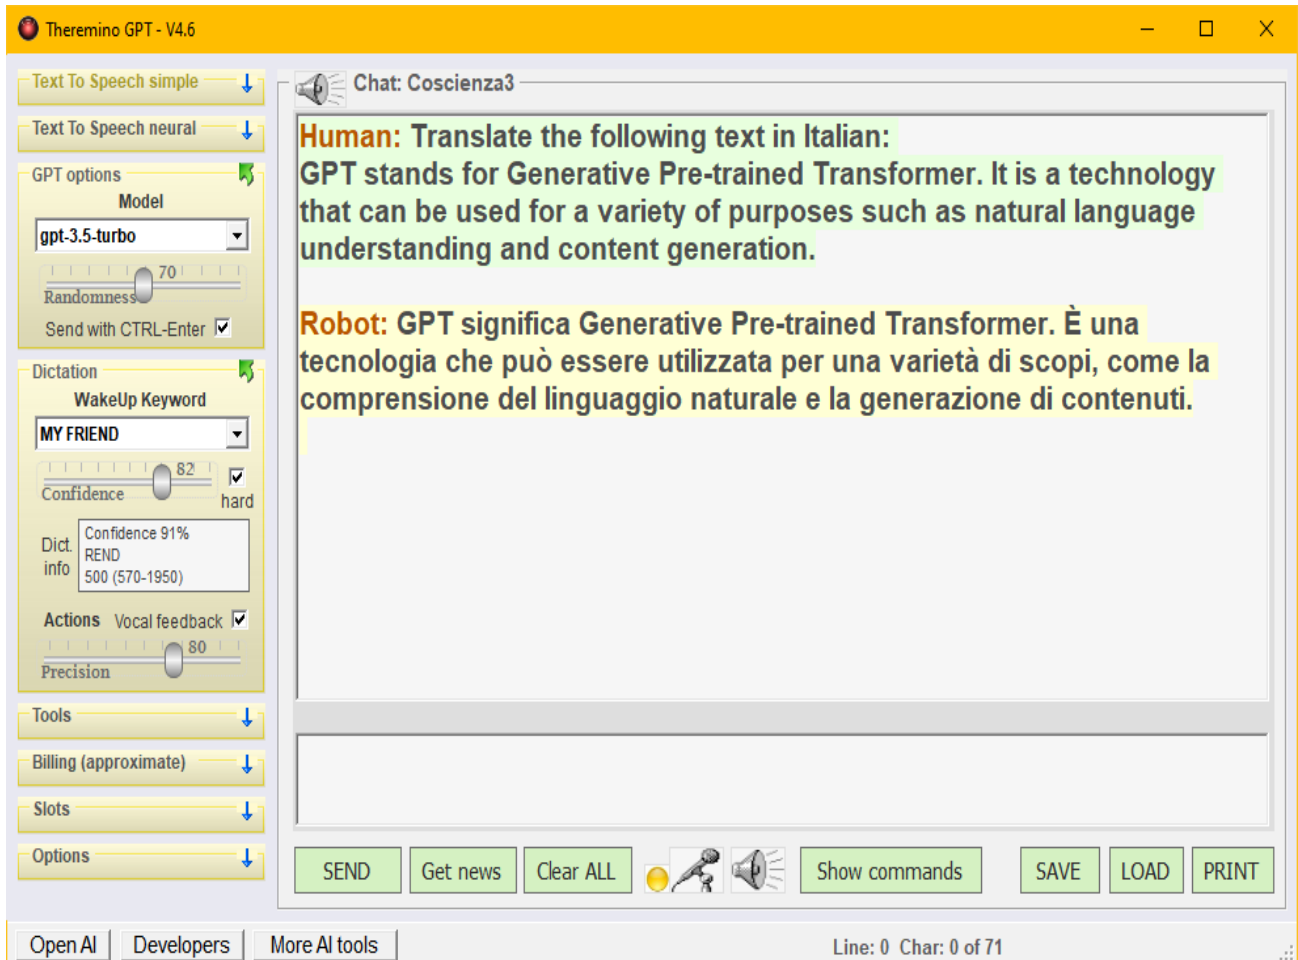 Theremino GPT - V4.6
Text To Speech simple
Text To Speech neural
GPT options
Model
gpt-3.5-turbo
70
Randomness
Send with CTRL-Enter
Dictation
WakeUp Keyword
MY FRIEND
82
Confidence
hard
Dict. info
Confidence 91%
REND
500 (570-1950)
Actions Vocal feedback
80
Precision
Tools
Billing (approximate)
Slots
Options
Chat: Coscienza3
Human: Translate the following text in Italian:
GPT stands for Generative Pre-trained Transformer. It is a technology
that can be used for a variety of purposes such as natural language
understanding and content generation.
Robot: GPT significa Generative Pre-trained Transformer. È una
tecnologia che può essere utilizzata per una varietà di scopi, come la
comprensione del linguaggio naturale e la generazione di contenuti.
SEND Get news Clear ALL Show commands SAVE LOAD PRINT
Open AI Developers More AI tools Line: 0 Char: 0 of 71